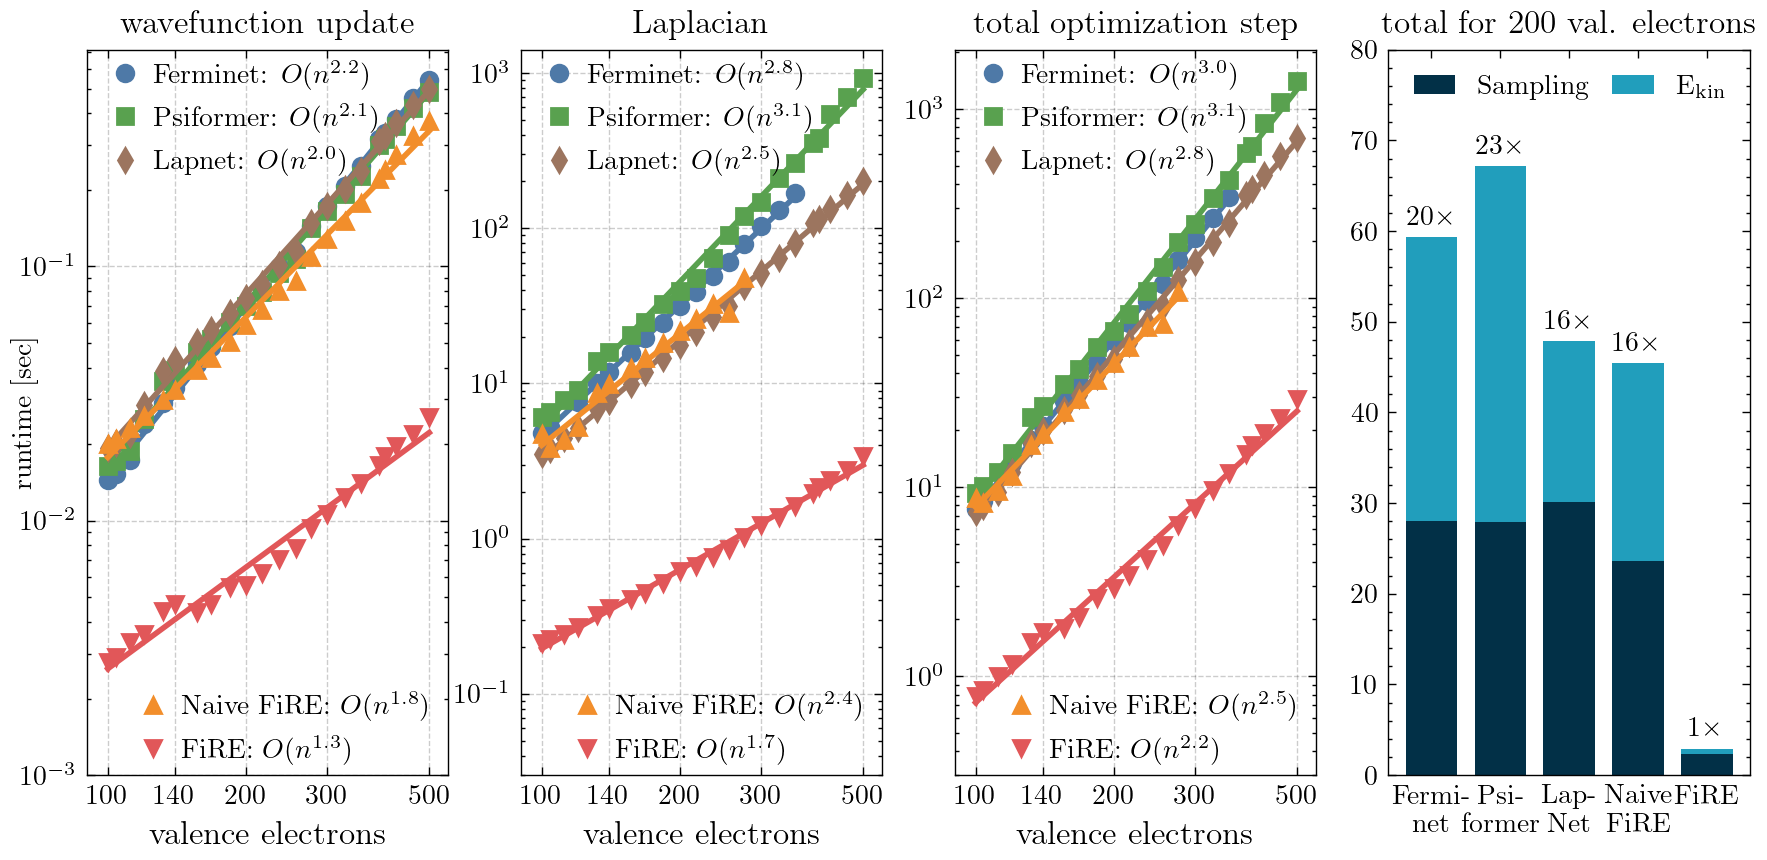 wavefunction update
Ferminet: O(n^2.2)
Psiformer: O(n^2.1)
Lapnet: O(n^2.0)
Naive FiRE: O(n^1.8)
FiRE: O(n^1.3)
runtime [sec]
10^−1
10^−2
10^−3
100 140 200 300 500
valence electrons
Laplacian
Ferminet: O(n^2.8)
Psiformer: O(n^3.1)
Lapnet: O(n^2.5)
Naive FiRE: O(n^2.4)
FiRE: O(n^1.7)
10^3
10^2
10^1
10^0
10^−1
100 140 200 300 500
valence electrons
total optimization step
Ferminet: O(n^3.0)
Psiformer: O(n^3.1)
Lapnet: O(n^2.8)
Naive FiRE: O(n^2.5)
FiRE: O(n^2.2)
10^3
10^2
10^1
10^0
100 140 200 300 500
valence electrons
total for 200 val. electrons
Sampling E_kin
80
70
60
50
40
30
20
10
0
20×
23×
16×
16×
1×
Fermi-
net
Psi-
former
Lap-
Net
Naive
FiRE
FiRE